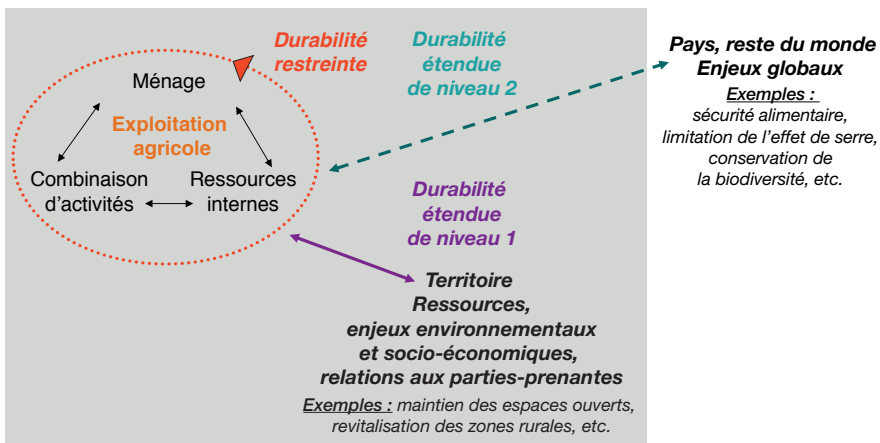 Durabilité
restreinte
Durabilité
étendue
de niveau 2
Pays, reste du monde
Enjeux globaux
Exemples :
sécurité alimentaire,
limitation de l'effet de serre,
conservation de
la biodiversité, etc.
Ménage
Exploitation
agricole
Combinaison
d'activités
Ressources
internes
Durabilité
étendue
de niveau 1
Territoire
Ressources,
enjeux environnementaux
et socio-économiques,
relations aux parties-prenantes
Exemples : maintien des espaces ouverts,
revitalisation des zones rurales, etc.